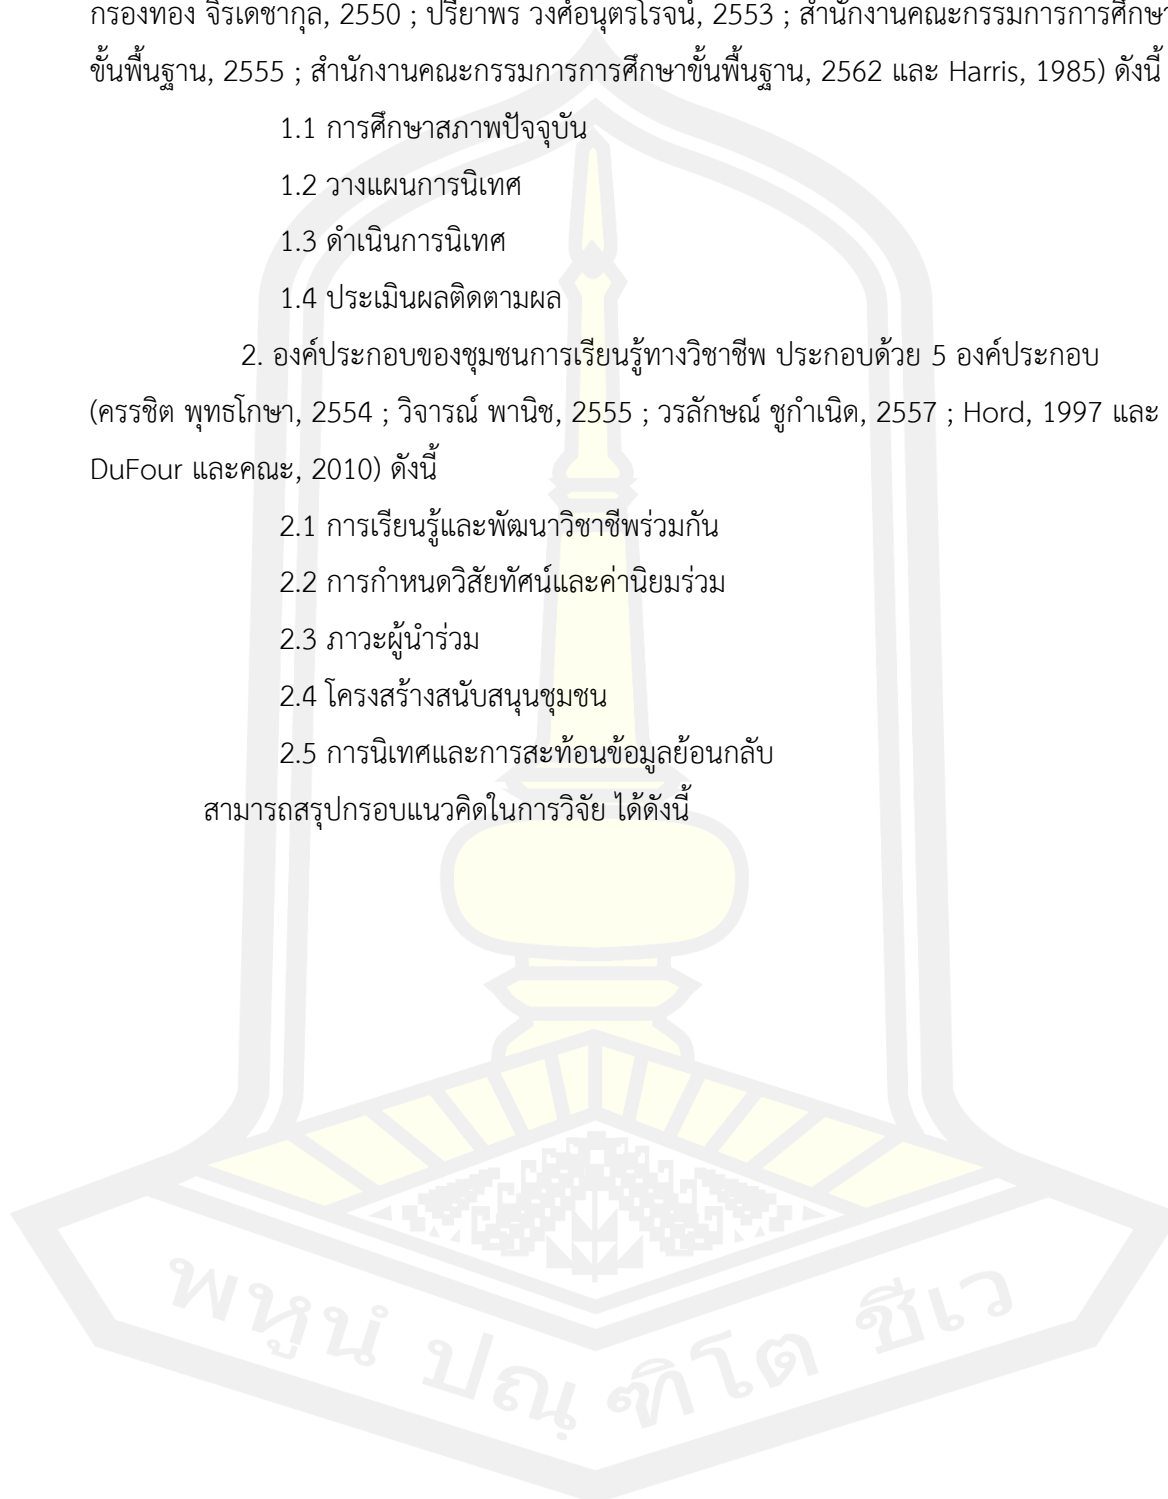 กรองทอง จิรเดชากุล, 2550 ; ปรียาพร วงศ์อนุตรโรจน์, 2553 ; สำนักงานคณะกรรมการการศึกษา
ขั้นพื้นฐาน, 2555 ; สำนักงานคณะกรรมการการศึกษาขั้นพื้นฐาน, 2562 และ Harris, 1985) ดังนี้
1.1 การศึกษาสภาพปัจจุบัน
1.2 วางแผนการนิเทศ
1.3 ดำเนินการนิเทศ
1.4 ประเมินผลติดตามผล
2. องค์ประกอบของชุมชนการเรียนรู้ทางวิชาชีพ ประกอบด้วย 5 องค์ประกอบ
(ครรชิต พุทธโกษา, 2554 ; วิจารณ์ พานิช, 2555 ; วรลักษณ์ ชูกำเนิด, 2557 ; Hord, 1997 และ
DuFour และคณะ, 2010) ดังนี้
2.1 การเรียนรู้และพัฒนาวิชาชีพร่วมกัน
2.2 การกำหนดวิสัยทัศน์และค่านิยมร่วม
2.3 ภาวะผู้นำร่วม
2.4 โครงสร้างสนับสนุนชุมชน
2.5 การนิเทศและการสะท้อนข้อมูลย้อนกลับ
สามารถสรุปกรอบแนวคิดในการวิจัย ได้ดังนี้
พหูนํ ปณฺฑิโต ชีเว